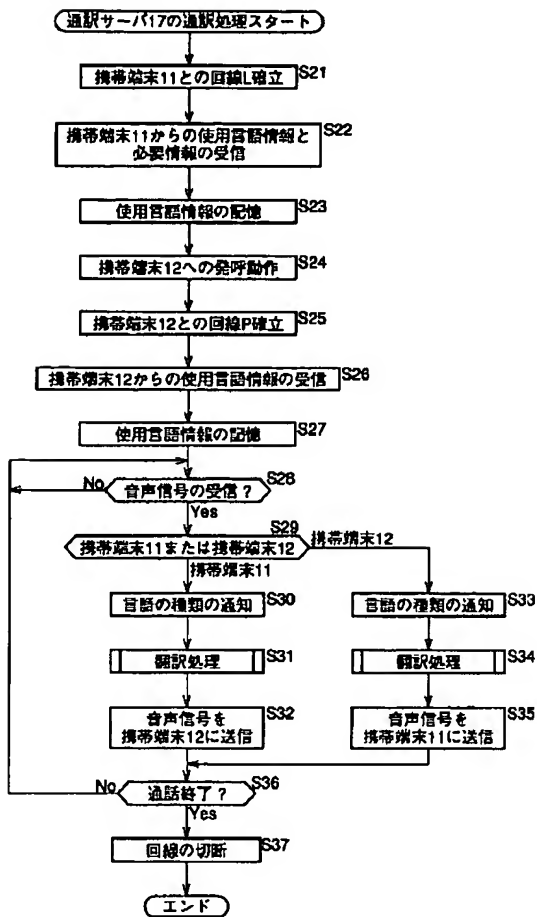 通訳サーバ17の通訳処理スタート
携帯端末11との回線L確立
S21
携帯端末11からの使用言語情報と
必要情報の受信
S22
使用言語情報の記憶
S23
携帯端末12への発呼動作
S24
携帯端末12との回線P確立
S25
携帯端末12からの使用言語情報の受信
S26
使用言語情報の記憶
S27
音声信号の受信?
S28
No
Yes
携帯端末11または携帯端末12
S29
携帯端末12
携帯端末11
言語の種類の通知
S30
言語の種類の通知
S33
翻訳処理
S31
翻訳処理
S34
音声信号を
携帯端末12に送信
S32
音声信号を
携帯端末11に送信
S35
通話終了?
S36
No
Yes
回線の切断
S37
エンド